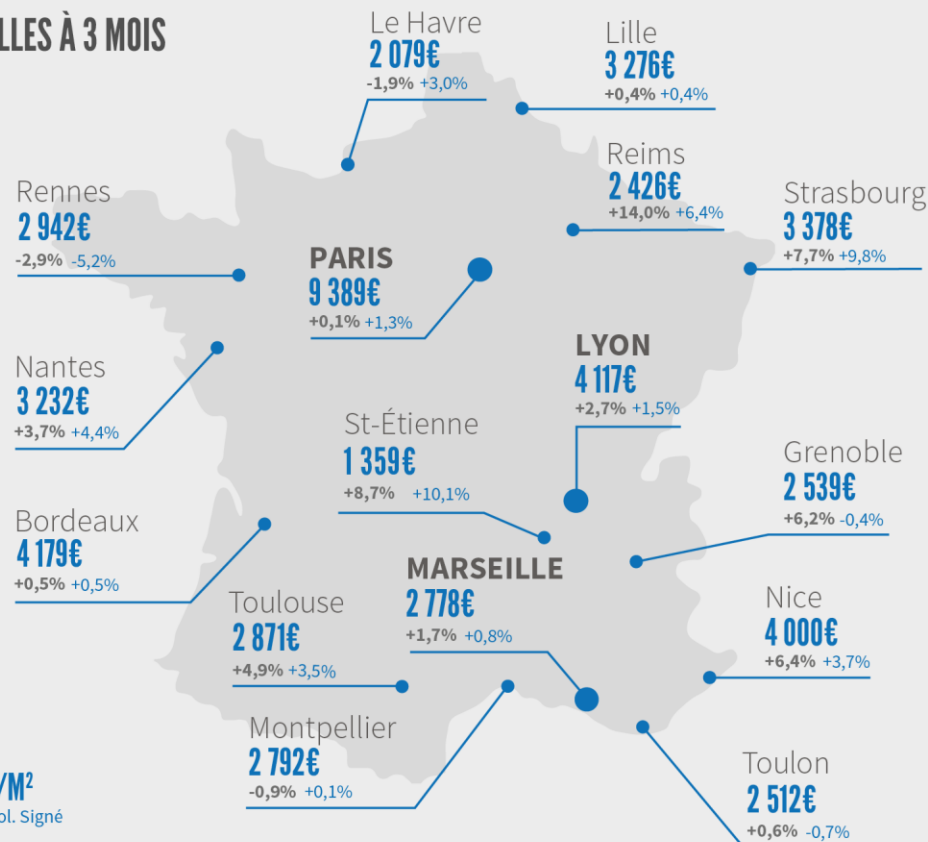 À 3 MOIS
Le Havre
2 079€
-1,9% +3,0%
Lille
3 276€
+0,4% +0,4%
Reims
2 426€
+14,0% +6,4%
Strasbourg
3 378€
+7,7% +9,8%
Rennes
2 942€
-2,9% -5,2%
PARIS
9 389€
+0,1% +1,3%
LYON
4 117€
+2,7% +1,5%
Nantes
3 232€
+3,7% +4,4%
St-Étienne
1 359€
+8,7% +10,1%
Grenoble
2 539€
+6,2% -0,4%
Bordeaux
4 179€
+0,5% +0,5%
MARSEILLE
2 778€
+1,7% +0,8%
Toulouse
2 871€
+4,9% +3,5%
Nice
4 000€
+6,4% +3,7%
Montpellier
2 792€
-0,9% +0,1%
Toulon
2 512€
+0,6% -0,7%
/M²
Signé